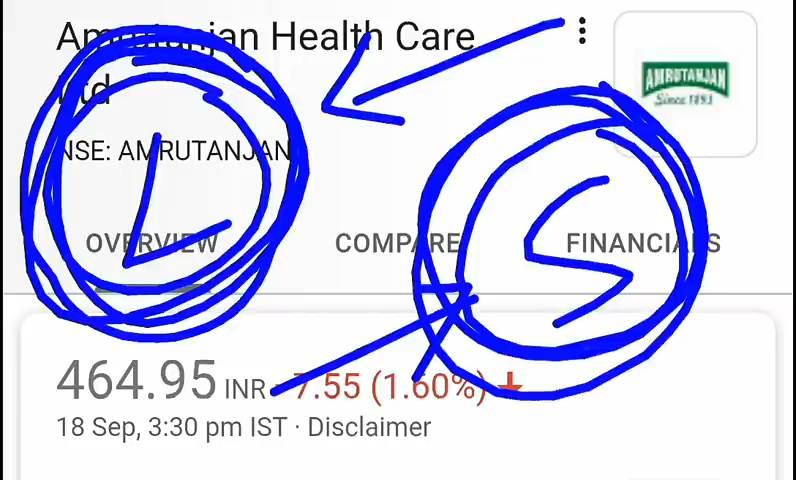 Amrutanjan Health Care
Ltd
AMRUTANJAN
Since 1893
NSE: AMRUTANJAN
L
S
OVERVIEW COMPARE FINANCIALS
464.95 INR -7.55 (1.60%) ↓
18 Sep, 3:30 pm IST · Disclaimer